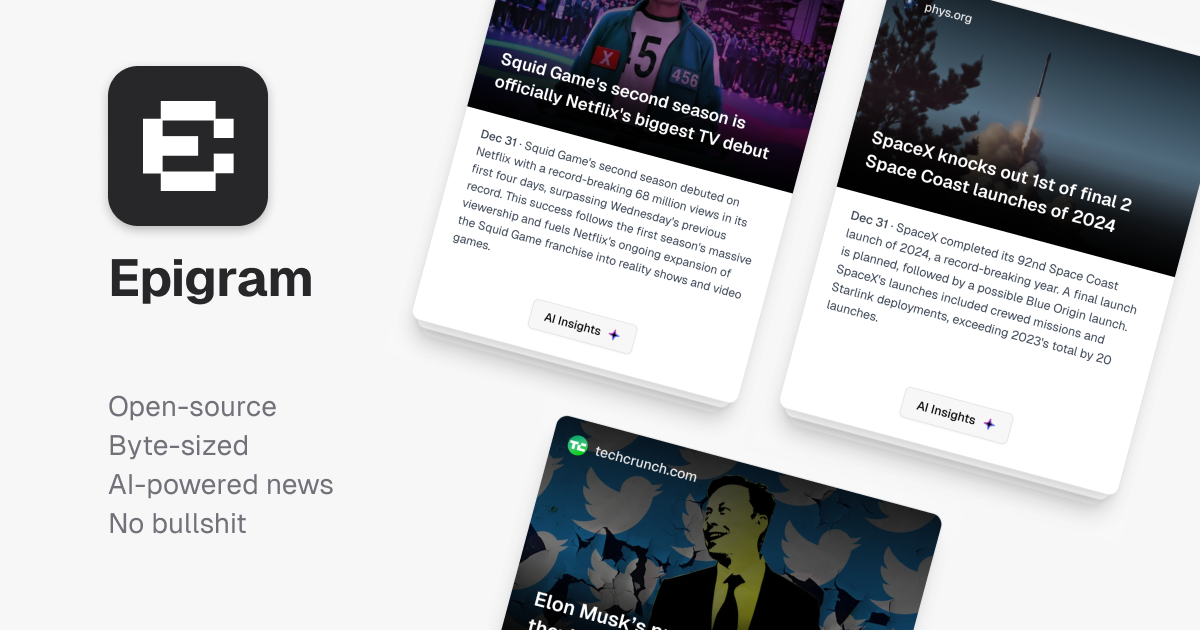 Epigram
Open-source
Byte-sized
AI-powered news
No bullshit
45
X
456
Squid Game's second season is
officially Netflix's biggest TV debut
Dec 31 · Squid Game's second season debuted on
Netflix with a record-breaking 68 million views in its
first four days, surpassing Wednesday's previous
record. This success follows the first season's massive
viewership and fuels Netflix's ongoing expansion of
the Squid Game franchise into reality shows and video
games.
AI Insights
phys.org
SpaceX knocks out 1st of final 2
Space Coast launches of 2024
Dec 31 · SpaceX completed its 92nd Space Coast
launch of 2024, a record-breaking year. A final launch
is planned, followed by a possible Blue Origin launch.
SpaceX's launches included crewed missions and
Starlink deployments, exceeding 2023's total by 20
launches.
AI Insights
TC
techcrunch.com
Elon Musk's